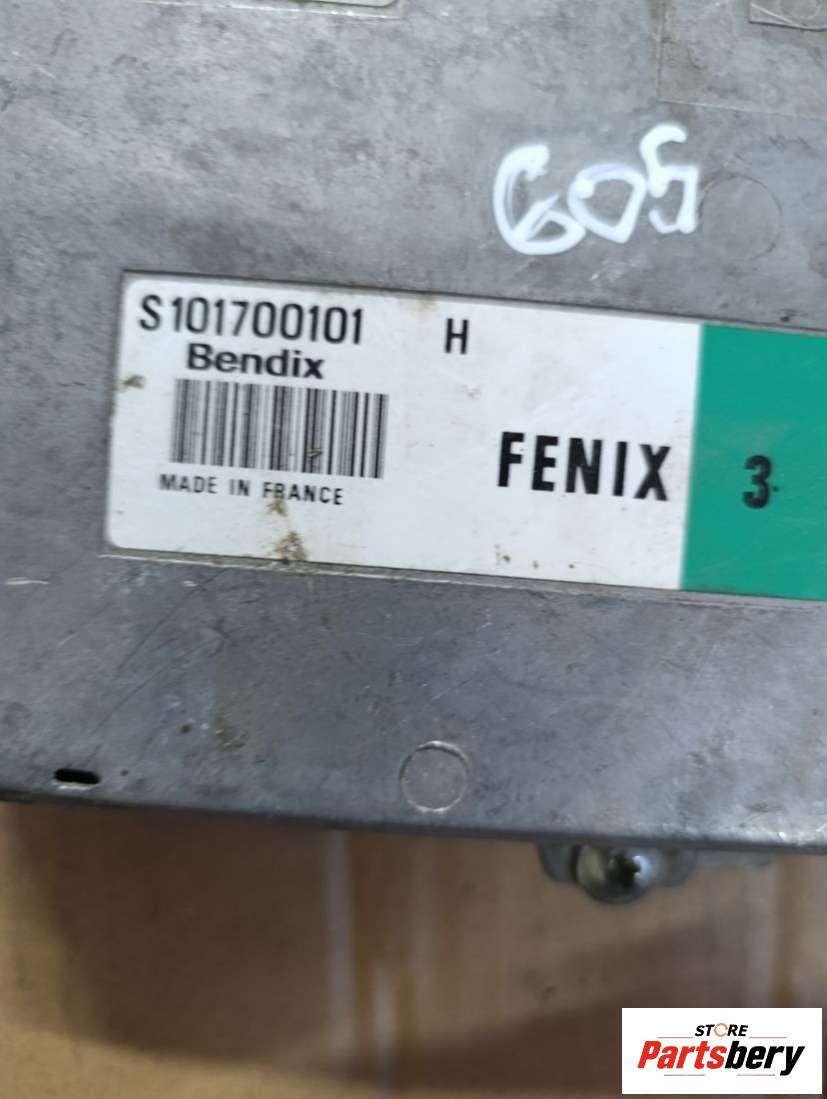 605
S101700101 H
Bendix
FENIX 3
MADE IN FRANCE
STORE
Partsbery